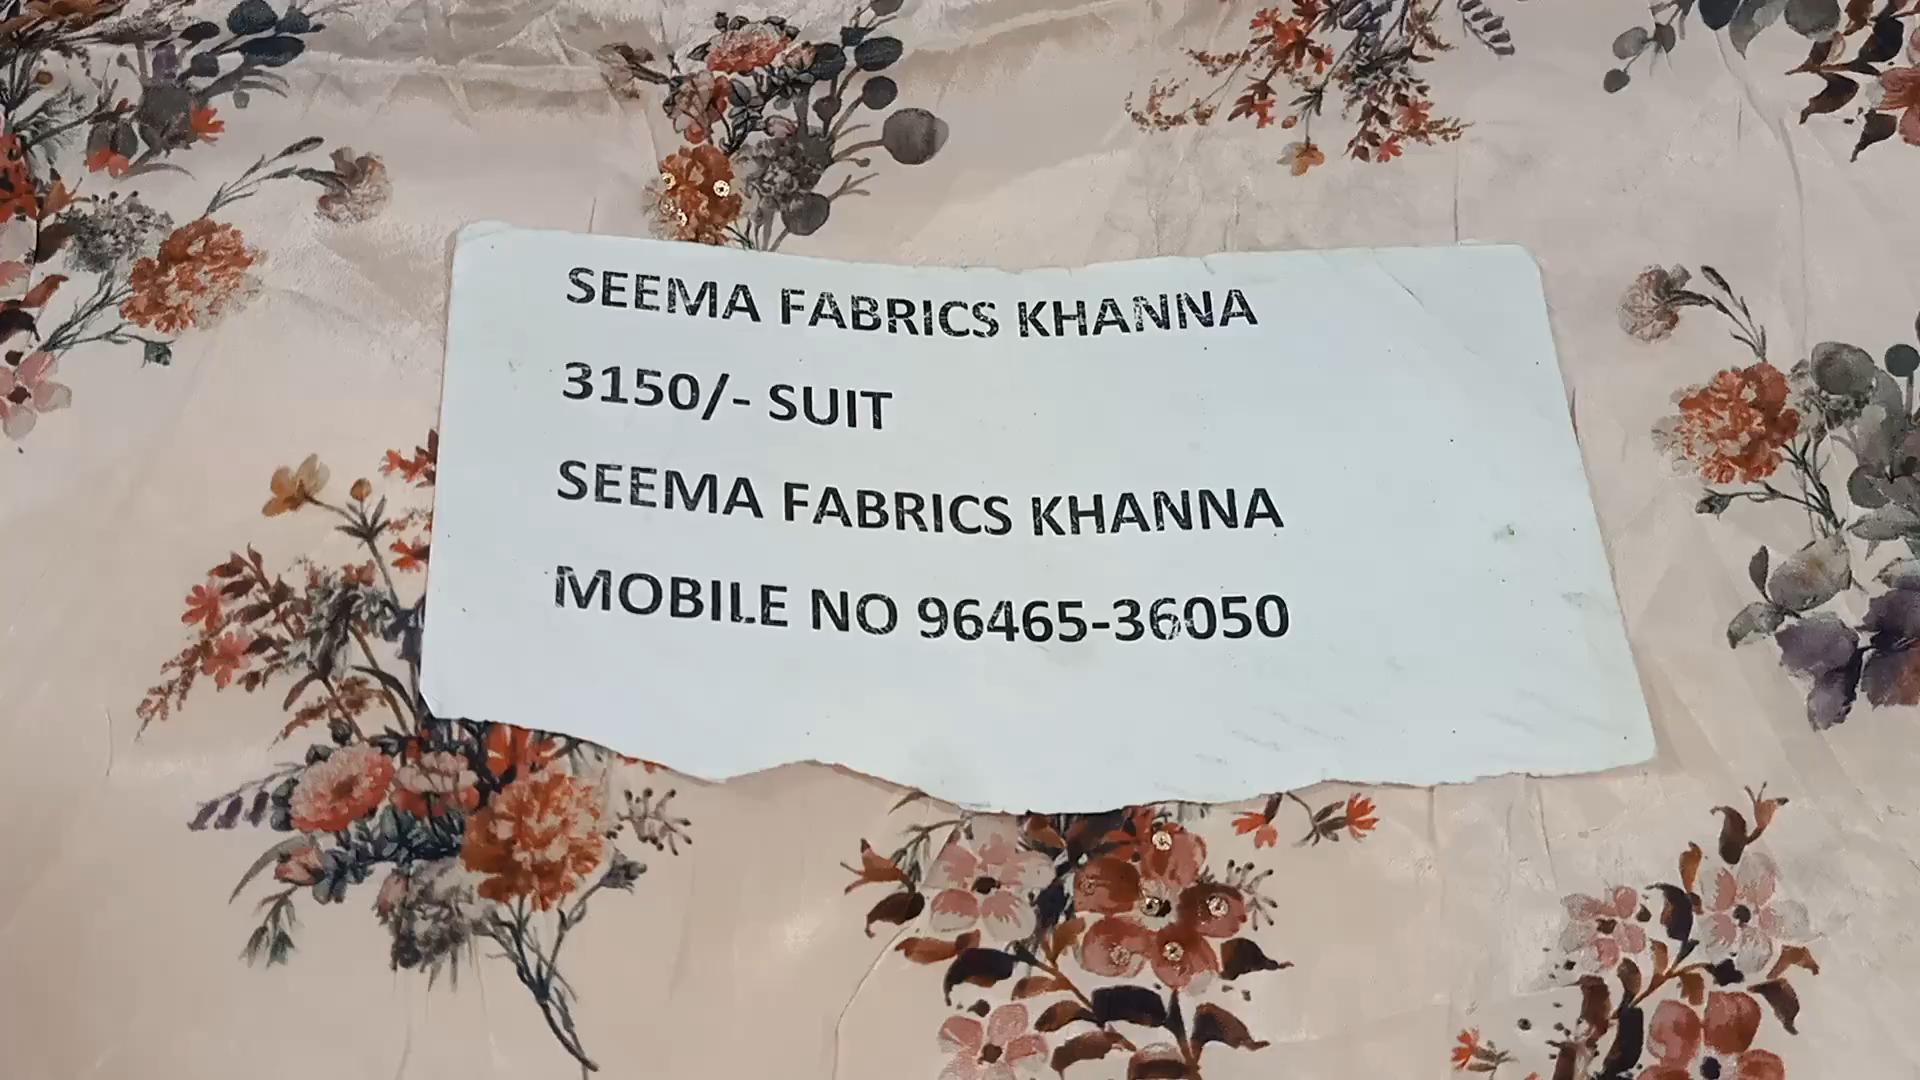 SEEMA FABRICS KHANNA
3150/- SUIT
SEEMA FABRICS KHANNA
MOBILE NO 96465-36050